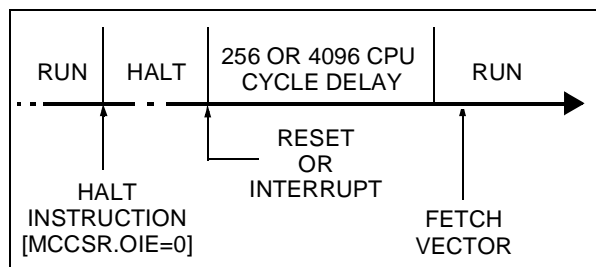 RUN
HALT
256 OR 4096 CPU
CYCLE DELAY
RUN
RESET
OR
INTERRUPT
HALT
INSTRUCTION
[MCCSR.OIE=0]
FETCH
VECTOR